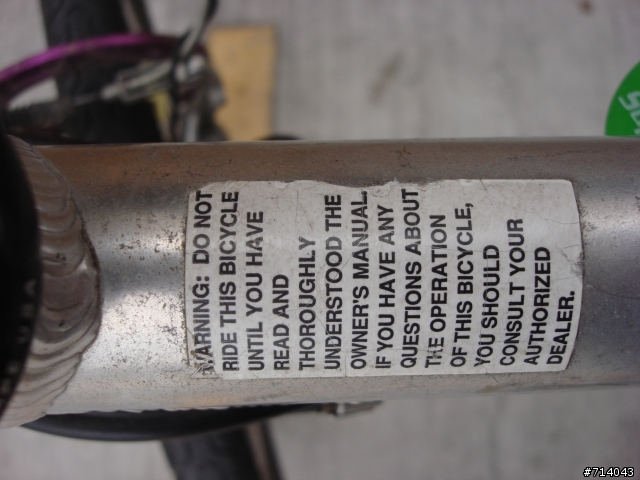 WARNING: DO NOT
RIDE THIS BICYCLE
UNTIL YOU HAVE
READ AND
THOROUGHLY
UNDERSTOOD THE
OWNER'S MANUAL.
IF YOU HAVE ANY
QUESTIONS ABOUT
THE OPERATION
OF THIS BICYCLE,
YOU SHOULD
CONSULT YOUR
AUTHORIZED
DEALER.
#714043